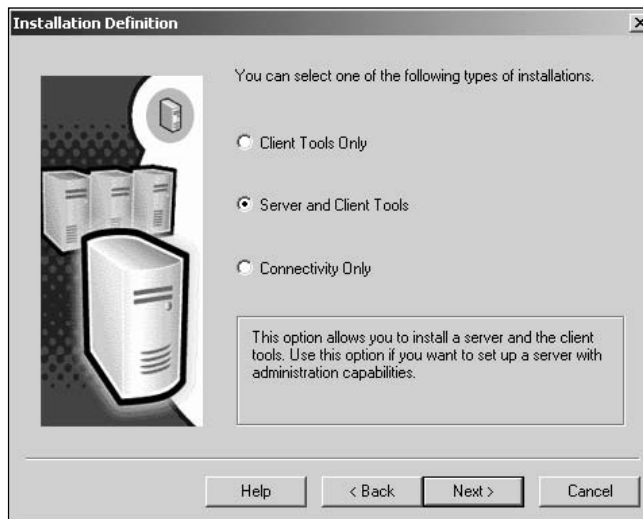 Installation Definition
You can select one of the following types of installations.
Client Tools Only
Server and Client Tools
Connectivity Only
This option allows you to install a server and the client
tools. Use this option if you want to set up a server with
administration capabilities.
Help
< Back
Next >
Cancel